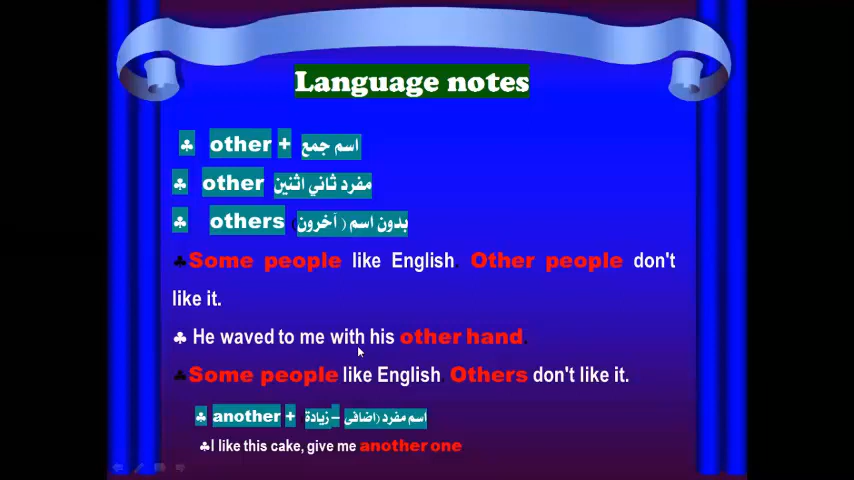 Language notes
♣ other + اسم جمع
♣ other مفرد ثاني اثنين
♣ others بدون اسم ( آخرون)
♣Some people like English. Other people don't
like it.
♣ He waved to me with his other hand.
♣Some people like English Others don't like it.
♣ another + اسم مفرد (اضافى – زيادة
♣I like this cake, give me another one